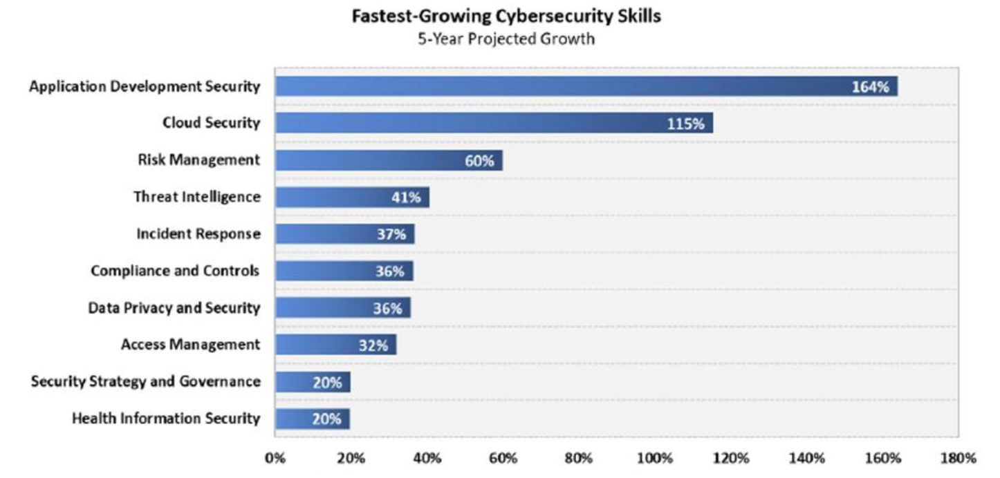 Fastest-Growing Cybersecurity Skills
5-Year Projected Growth
Application Development Security 164%
Cloud Security 115%
Risk Management 60%
Threat Intelligence 41%
Incident Response 37%
Compliance and Controls 36%
Data Privacy and Security 36%
Access Management 32%
Security Strategy and Governance 20%
Health Information Security 20%
0% 20% 40% 60% 80% 100% 120% 140% 160% 180%